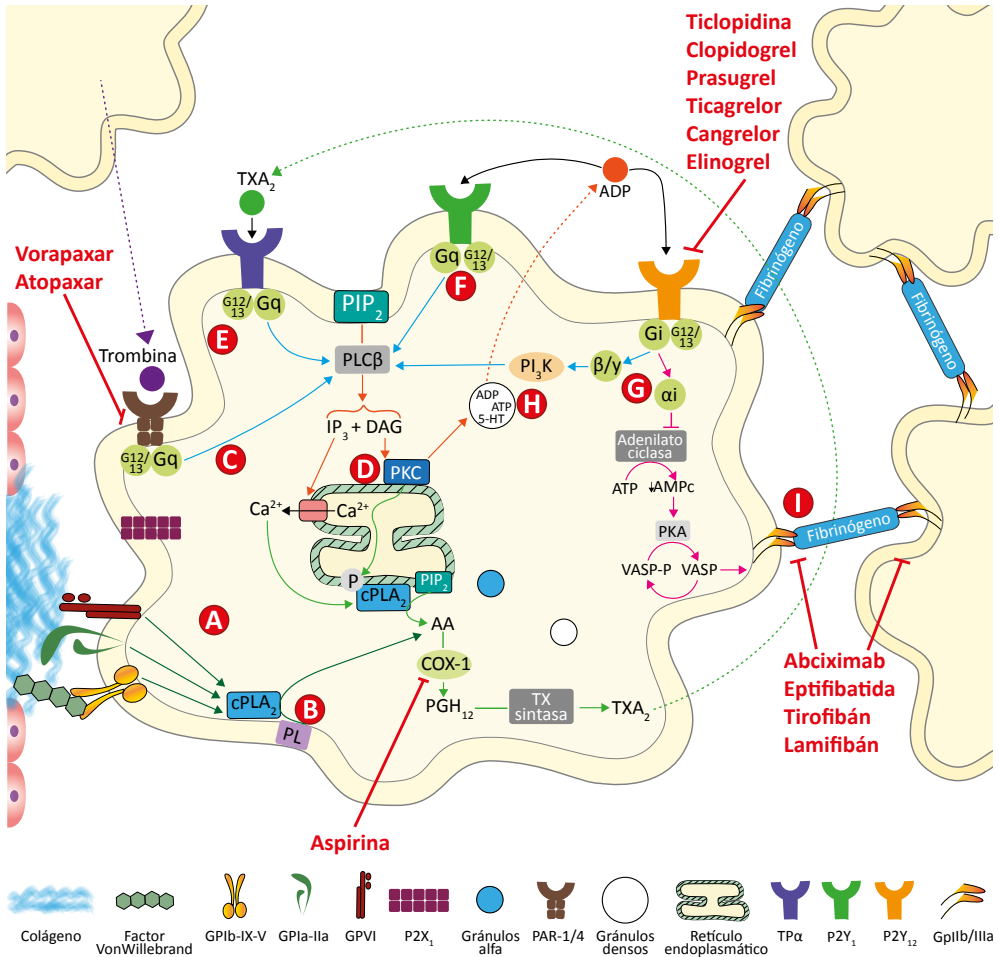 Ticlopidina
Clopidogrel
Prasugrel
Ticagrelor
Cangrelor
Elinogrel
TXA2
ADP
Vorapaxar
Atopaxar
Trombina
G12/
13
Gq
E
PIP2
Gq
G12/
13
F
Gi
G12/
13
Fibrinógeno
Fibrinógeno
PLCβ
PI3K
β/γ
G
αi
ADP
ATP
5-HT
H
G12/
13
Gq
C
IP3 + DAG
D
PKC
Adenilato
ciclasa
ATP
AMPc
Ca2+
Ca2+
PKA
I
Fibrinógeno
VASP-P
VASP
P
cPLA2
PIP2
A
AA
COX-1
cPLA2
B
PL
PGH12
TX
sintasa
TXA2
Abciximab
Eptifibatida
Tirofibán
Lamifibán
Aspirina
Colágeno
Factor
VonWillebrand
GPIb-IX-V
GPIa-IIa
GPVI
P2X1
Gránulos
alfa
PAR-1/4
Gránulos
densos
Retículo
endoplasmático
TPα
P2Y1
P2Y12
GpIIb/IIIa